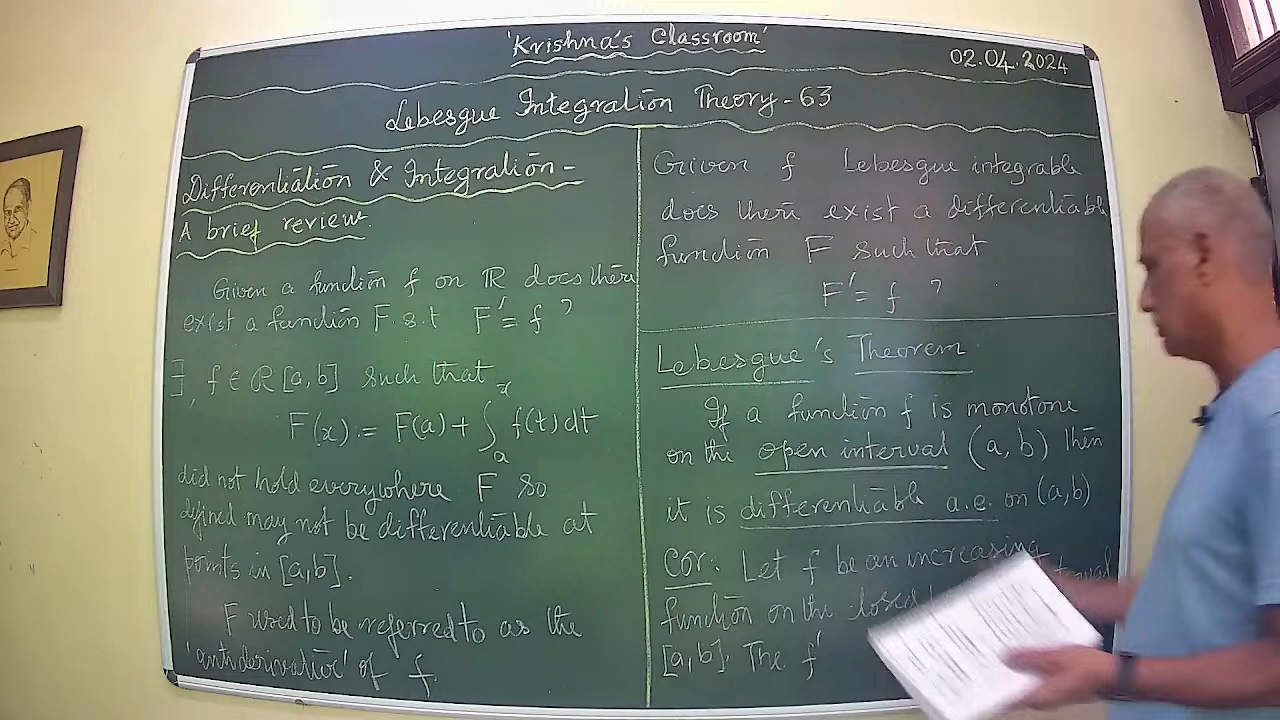 'Krishna's Classroom'
02.04.2024
Lebesgue Integration Theory - 63
Differentiation & Integration -
A brief review.
Given a function f on ℝ does there
exist a function F s.t F' = f ?
∃, f ∈ R[a,b] such that
F(x) = F(a) + ∫ₐˣ f(t) dt
did not hold everywhere F so
defined may not be differentiable at
points in [a,b].
F used to be referred to as the
'antiderivative' of f.
Given f Lebesgue integrable
does there exist a differentiable
function F such that
F' = f ?
Lebesgue's Theorem
If a function f is monotone
on the open interval (a,b) then
it is differentiable a.e. on (a,b)
Cor: Let f be an increasing
function on the closed
[a,b]. The f'